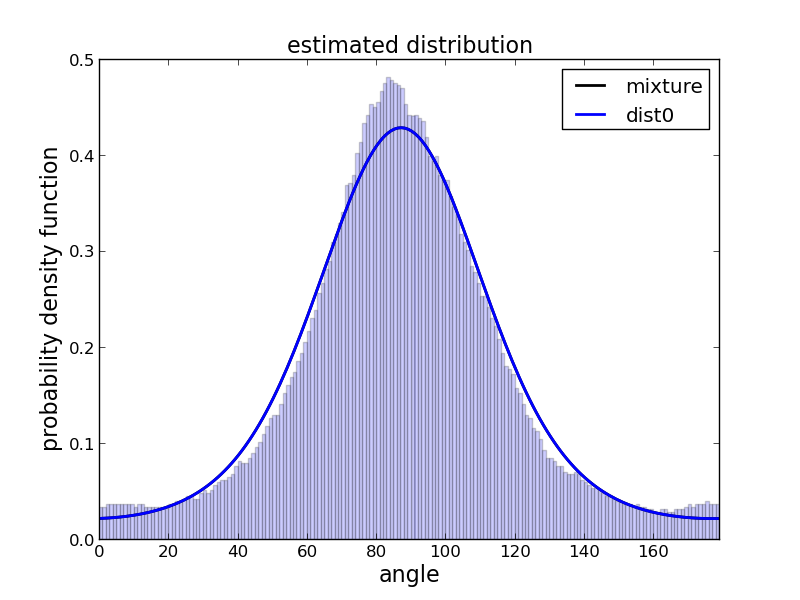 estimated distribution
mixture
dist0
probability density function
0.5
0.4
0.3
0.2
0.1
0.0
0 20 40 60 80 100 120 140 160
angle